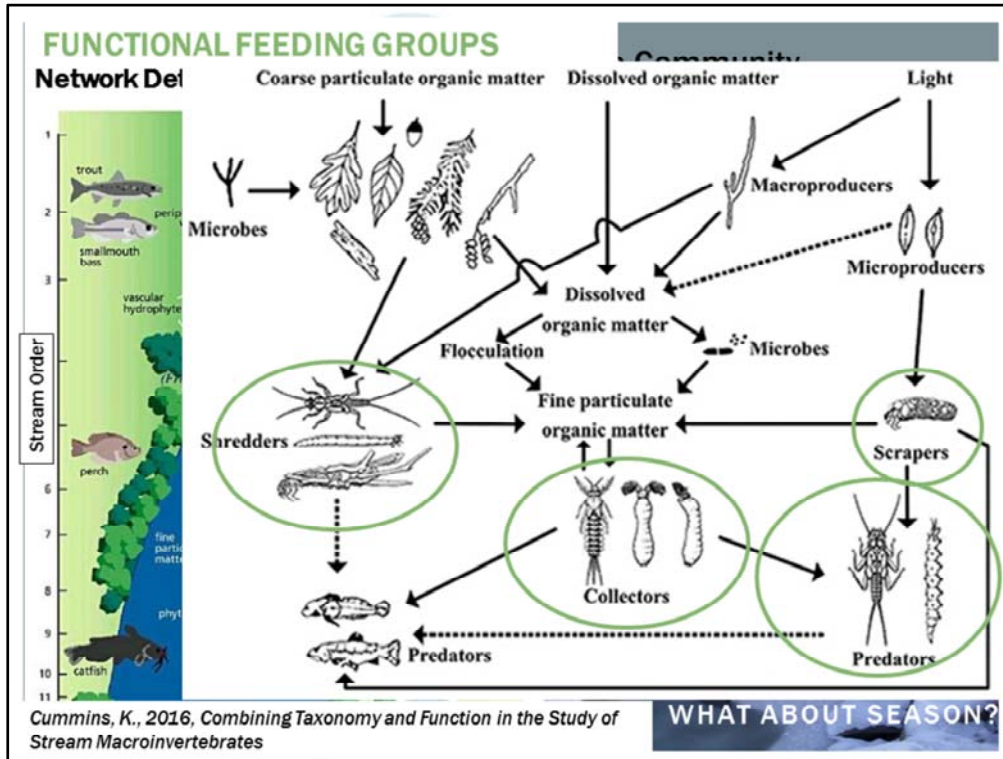 FUNCTIONAL FEEDING GROUPS
Community
Network Det
Coarse particulate organic matter
Dissolved organic matter
Light
Microbes
Macroproducers
Microproducers
Dissolved
organic matter
Flocculation
Microbes
Fine particulate
organic matter
Shredders
Scrapers
Collectors
Predators
Predators
Stream Order
1
trout
2
perip
smallmouth
bass
3
vascular
hydrophyte
perch
6
7
fine
partic
matte
8
phyt
9
catfish
10
11
Cummins, K., 2016, Combining Taxonomy and Function in the Study of
Stream Macroinvertebrates
WHAT ABOUT SEASON?